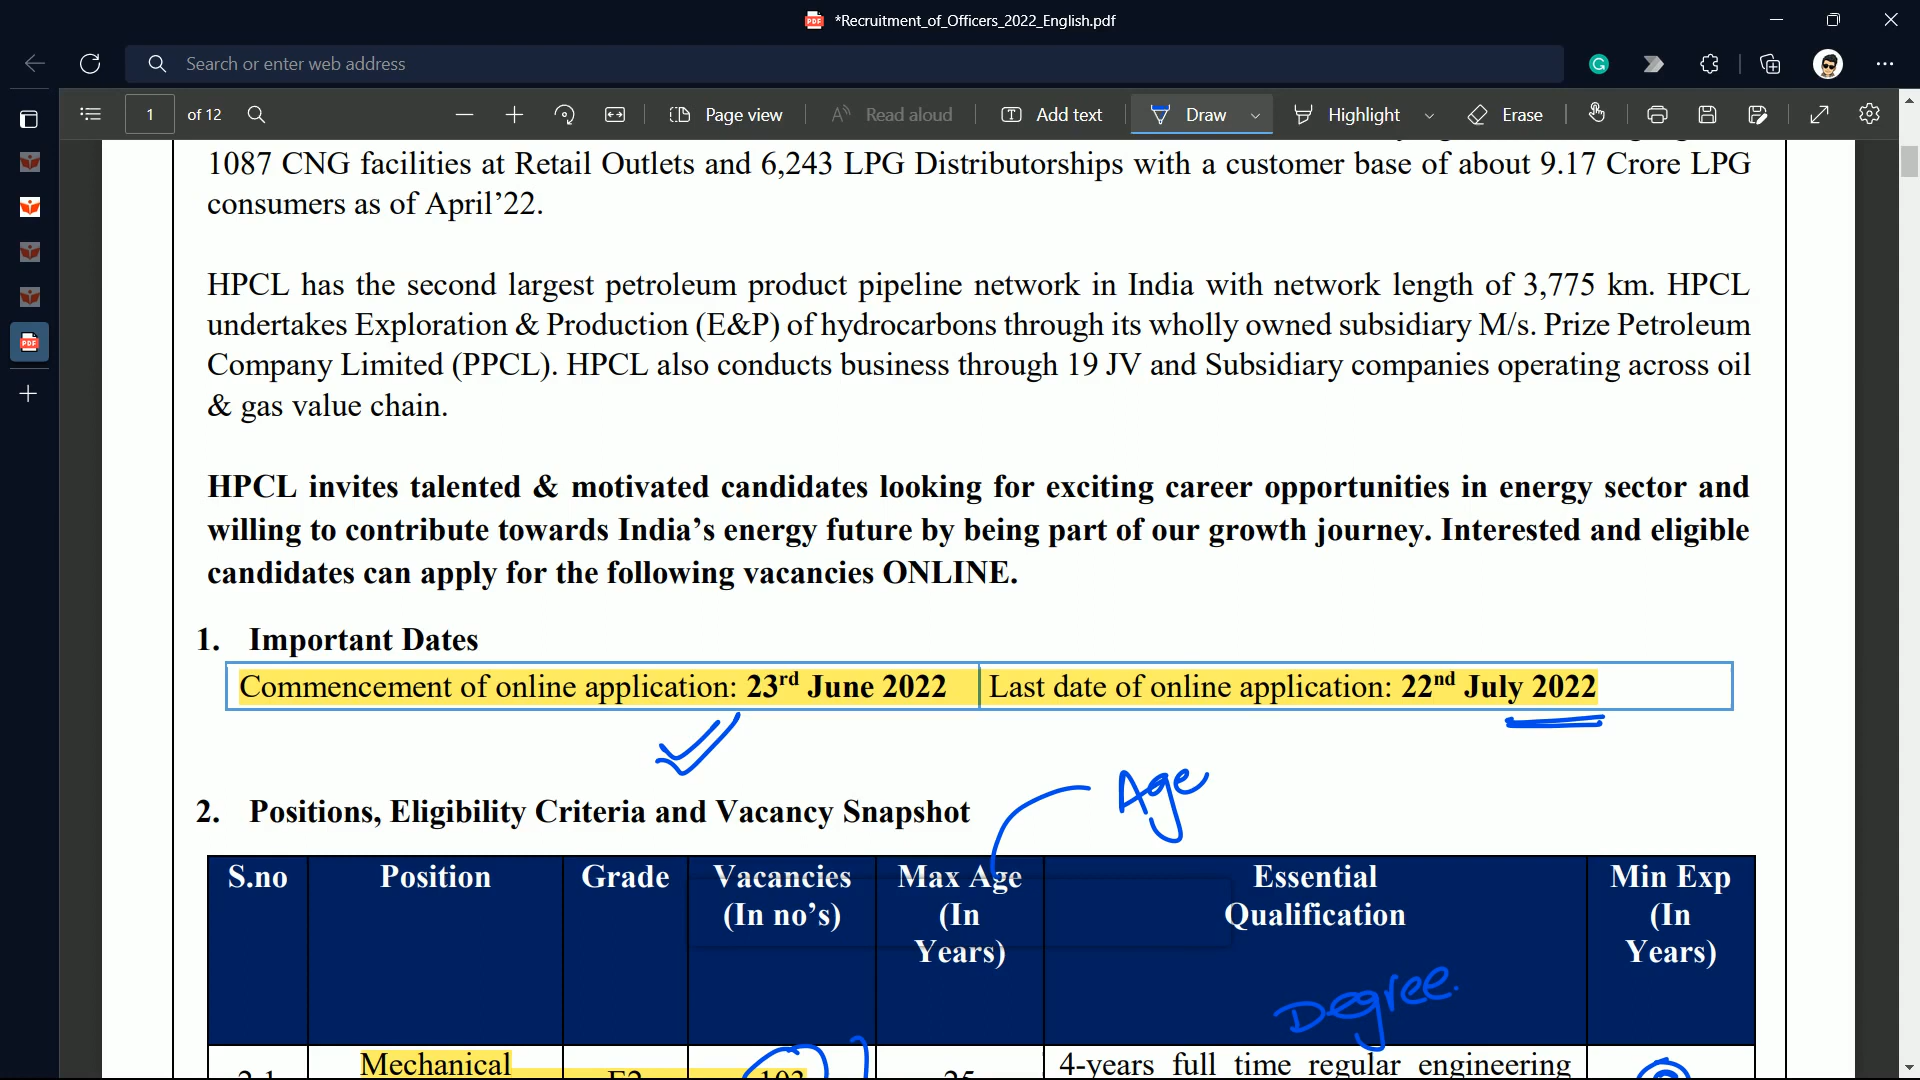 *Recruitment_of_Officers_2022_English.pdf
Search or enter web address
1 of 12 Page view Read aloud Add text Draw Highlight Erase
1087 CNG facilities at Retail Outlets and 6,243 LPG Distributorships with a customer base of about 9.17 Crore LPG
consumers as of April’22.
HPCL has the second largest petroleum product pipeline network in India with network length of 3,775 km. HPCL
undertakes Exploration & Production (E&P) of hydrocarbons through its wholly owned subsidiary M/s. Prize Petroleum
Company Limited (PPCL). HPCL also conducts business through 19 JV and Subsidiary companies operating across oil
& gas value chain.
HPCL invites talented & motivated candidates looking for exciting career opportunities in energy sector and
willing to contribute towards India’s energy future by being part of our growth journey. Interested and eligible
candidates can apply for the following vacancies ONLINE.
1. Important Dates
Commencement of online application: 23rd June 2022 Last date of online application: 22nd July 2022
Age
2. Positions, Eligibility Criteria and Vacancy Snapshot
S.no Position Grade Vacancies Max Age Essential Min Exp
(In no’s) (In Qualification (In
Years) Years)
Degree.
Mechanical 4-years full time regular engineering